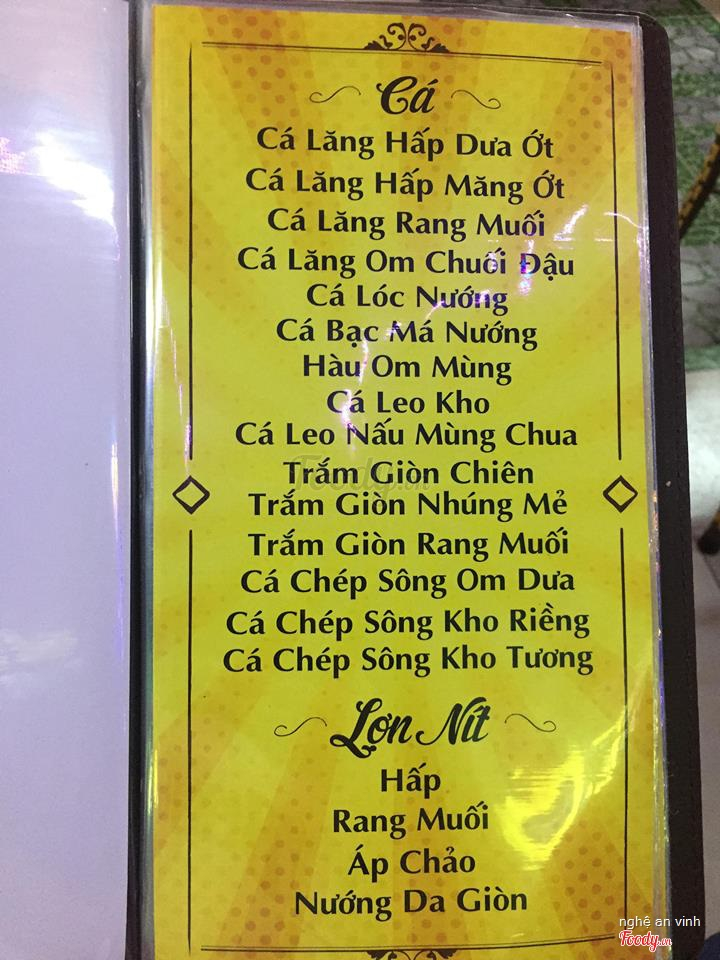 Cá
Cá Lăng Hấp Dưa Ớt
Cá Lăng Hấp Măng Ớt
Cá Lăng Rang Muối
Cá Lăng Om Chuối Đậu
Cá Lóc Nướng
Cá Bạc Má Nướng
Hàu Om Mùng
Cá Leo Kho
Cá Leo Nấu Mùng Chua
Trắm Giòn Chiên
Foody.vn
Trắm Giòn Nhúng Mẻ
Trắm Giòn Rang Muối
Cá Chép Sông Om Dưa
Cá Chép Sông Kho Riềng
Cá Chép Sông Kho Tương
Lợn Nít
Hấp
Rang Muối
Áp Chảo
Nướng Da Giòn
nghệ an vinh
Foody.vn